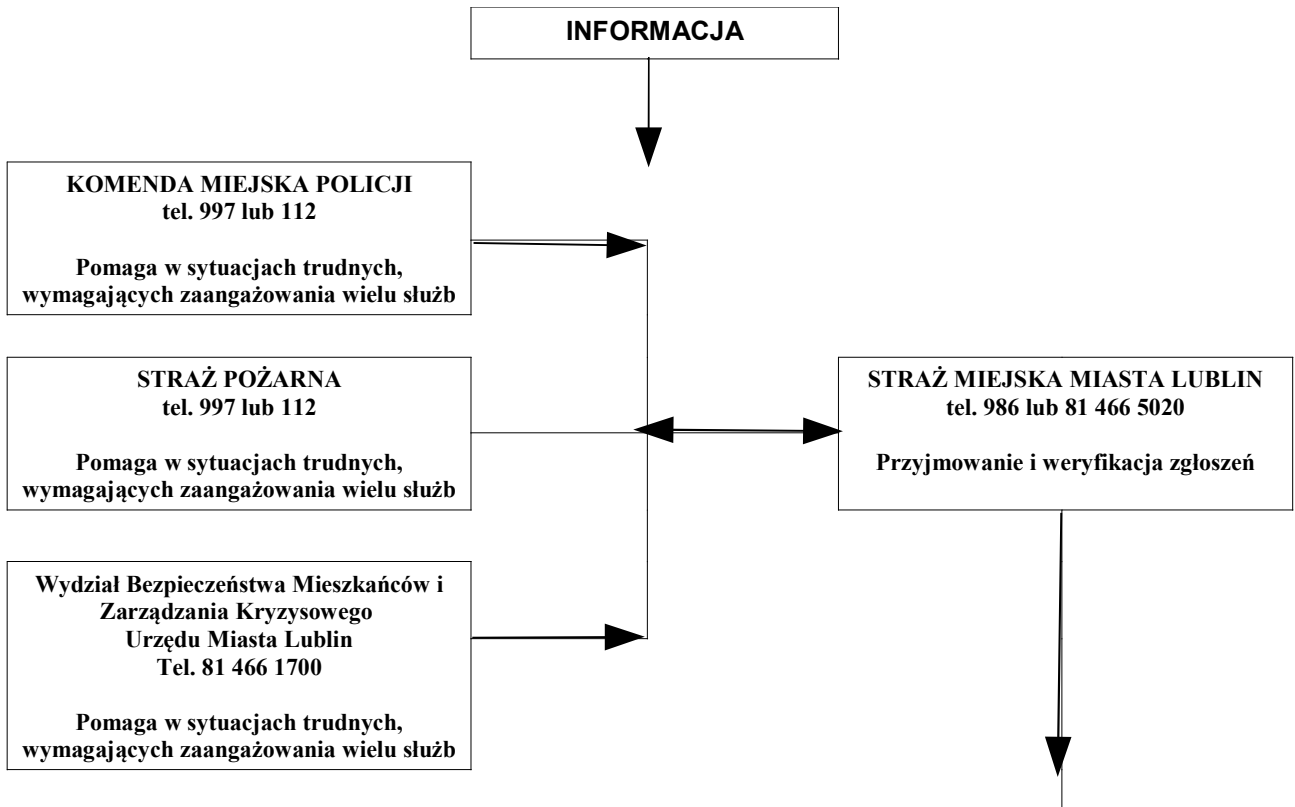 INFORMACJA
KOMENDA MIEJSKA POLICJI
tel. 997 lub 112
Pomaga w sytuacjach trudnych,
wymagających zaangażowania wielu służb
STRAŻ POŻARNA
tel. 997 lub 112
Pomaga w sytuacjach trudnych,
wymagających zaangażowania wielu służb
STRAŻ MIEJSKA MIASTA LUBLIN
tel. 986 lub 81 466 5020
Przyjmowanie i weryfikacja zgłoszeń
Wydział Bezpieczeństwa Mieszkańców i
Zarządzania Kryzysowego
Urzędu Miasta Lublin
Tel. 81 466 1700
Pomaga w sytuacjach trudnych,
wymagających zaangażowania wielu służb